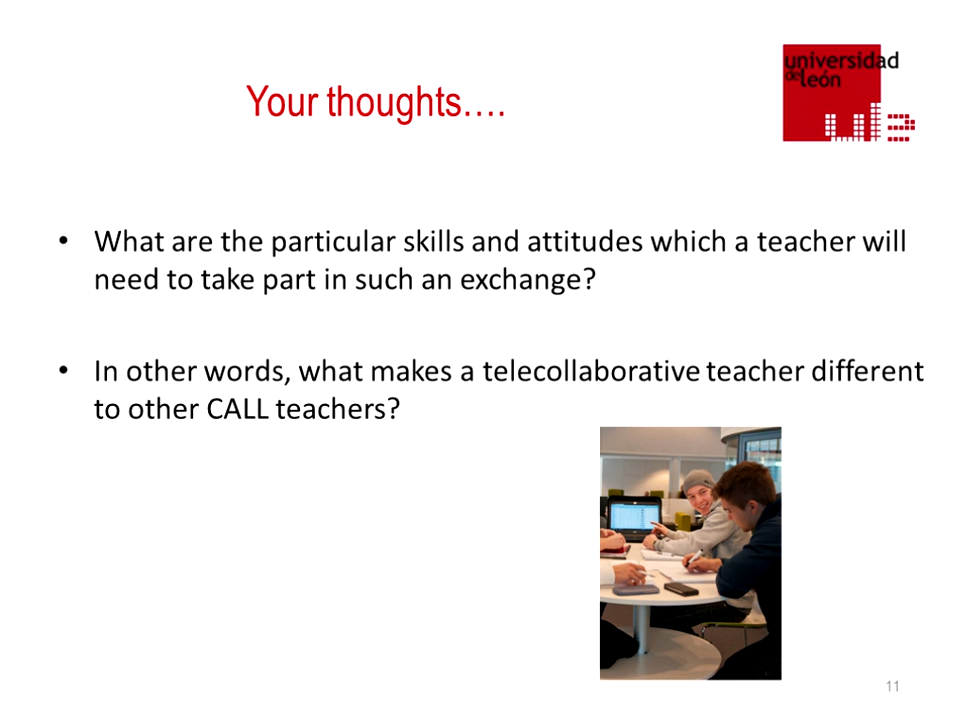 universidad
de león
Your thoughts….
ule
• What are the particular skills and attitudes which a teacher will
need to take part in such an exchange?
• In other words, what makes a telecollaborative teacher different
to other CALL teachers?
11